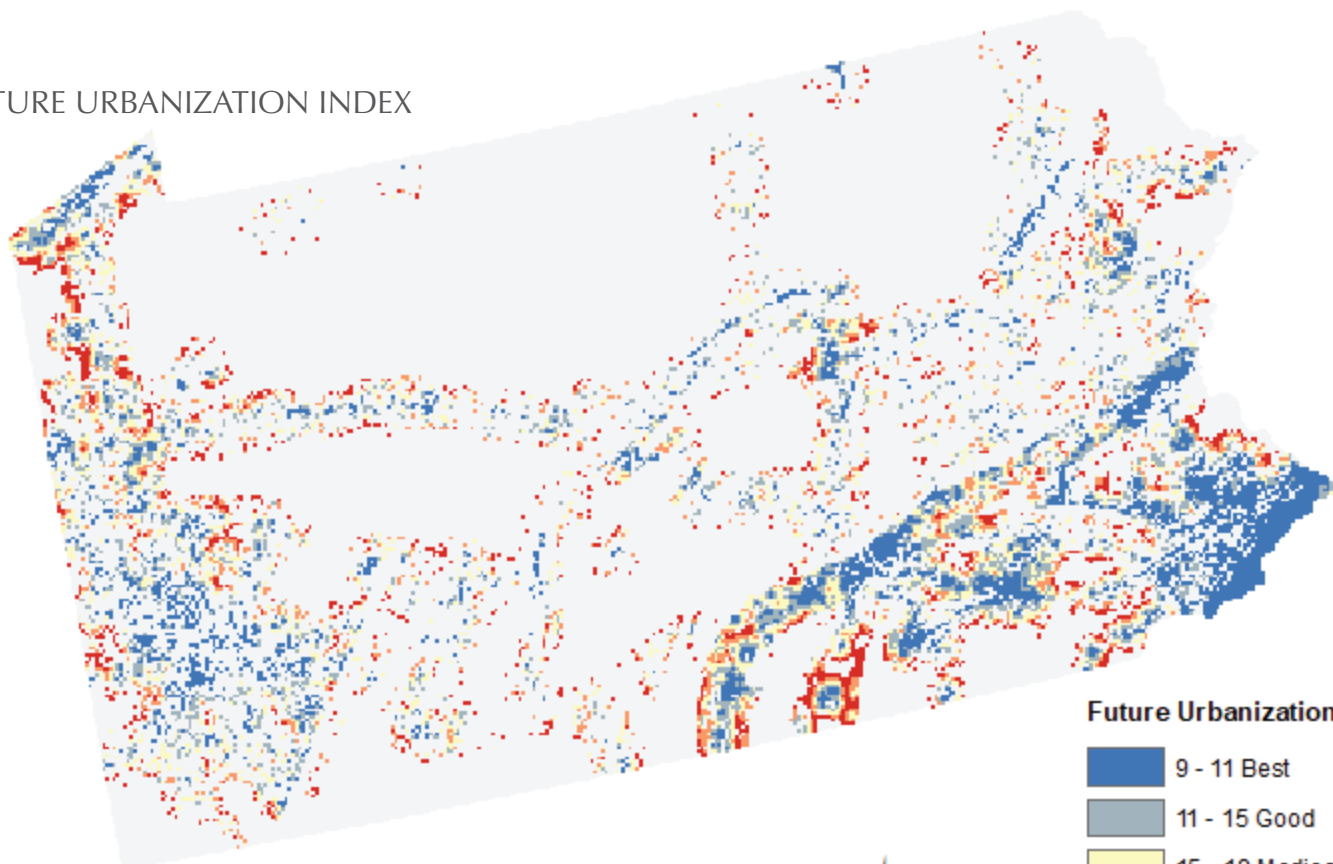 TURE URBANIZATION INDEX
Future Urbanization
9 - 11 Best
11 - 15 Good